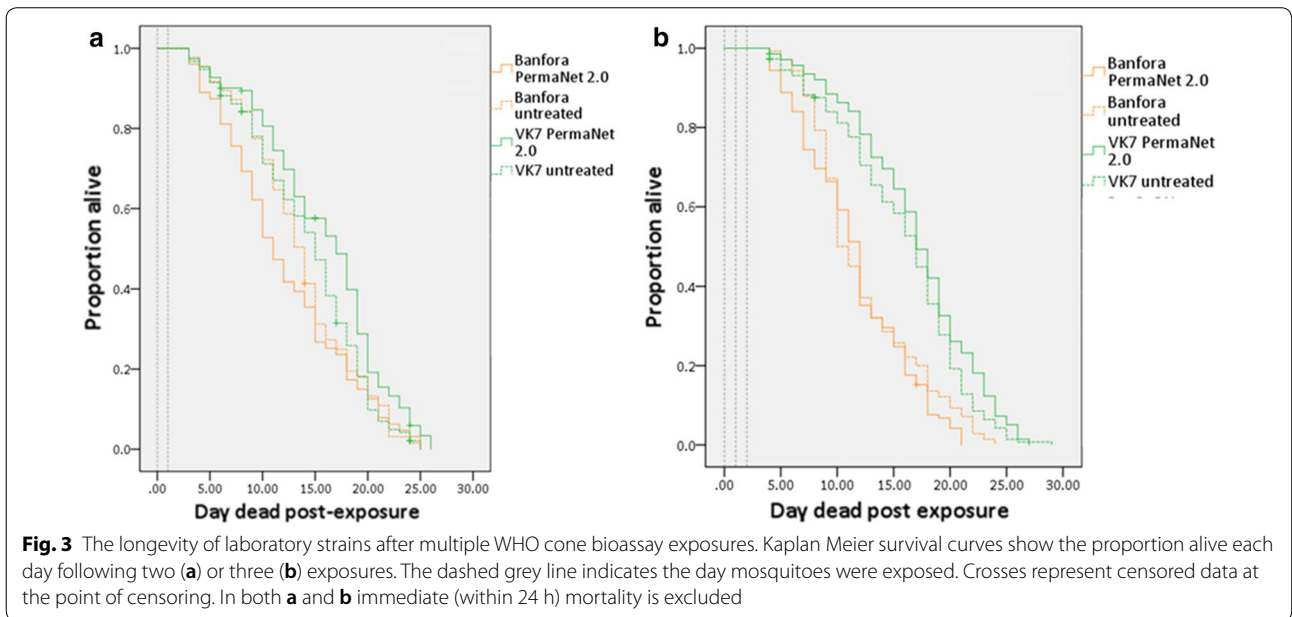 a
1.0
0.8
0.6
0.4
0.2
0.0
Proportion alive
.00 5.00 10.00 15.00 20.00 25.00 30.00
Day dead post-exposure
Banfora
PermaNet 2.0
Banfora
untreated
VK7 PermaNet
2.0
VK7 untreated
b
1.0
0.8
0.6
0.4
0.2
0.0
Proportion alive
.00 5.00 10.00 15.00 20.00 25.00 30.00
Day dead post exposure
Banfora
PermaNet 2.0
Banfora
untreated
VK7 PermaNet
2.0
VK7 untreated
Fig. 3 The longevity of laboratory strains after multiple WHO cone bioassay exposures. Kaplan Meier survival curves show the proportion alive each
day following two (a) or three (b) exposures. The dashed grey line indicates the day mosquitoes were exposed. Crosses represent censored data at
the point of censoring. In both a and b immediate (within 24 h) mortality is excluded